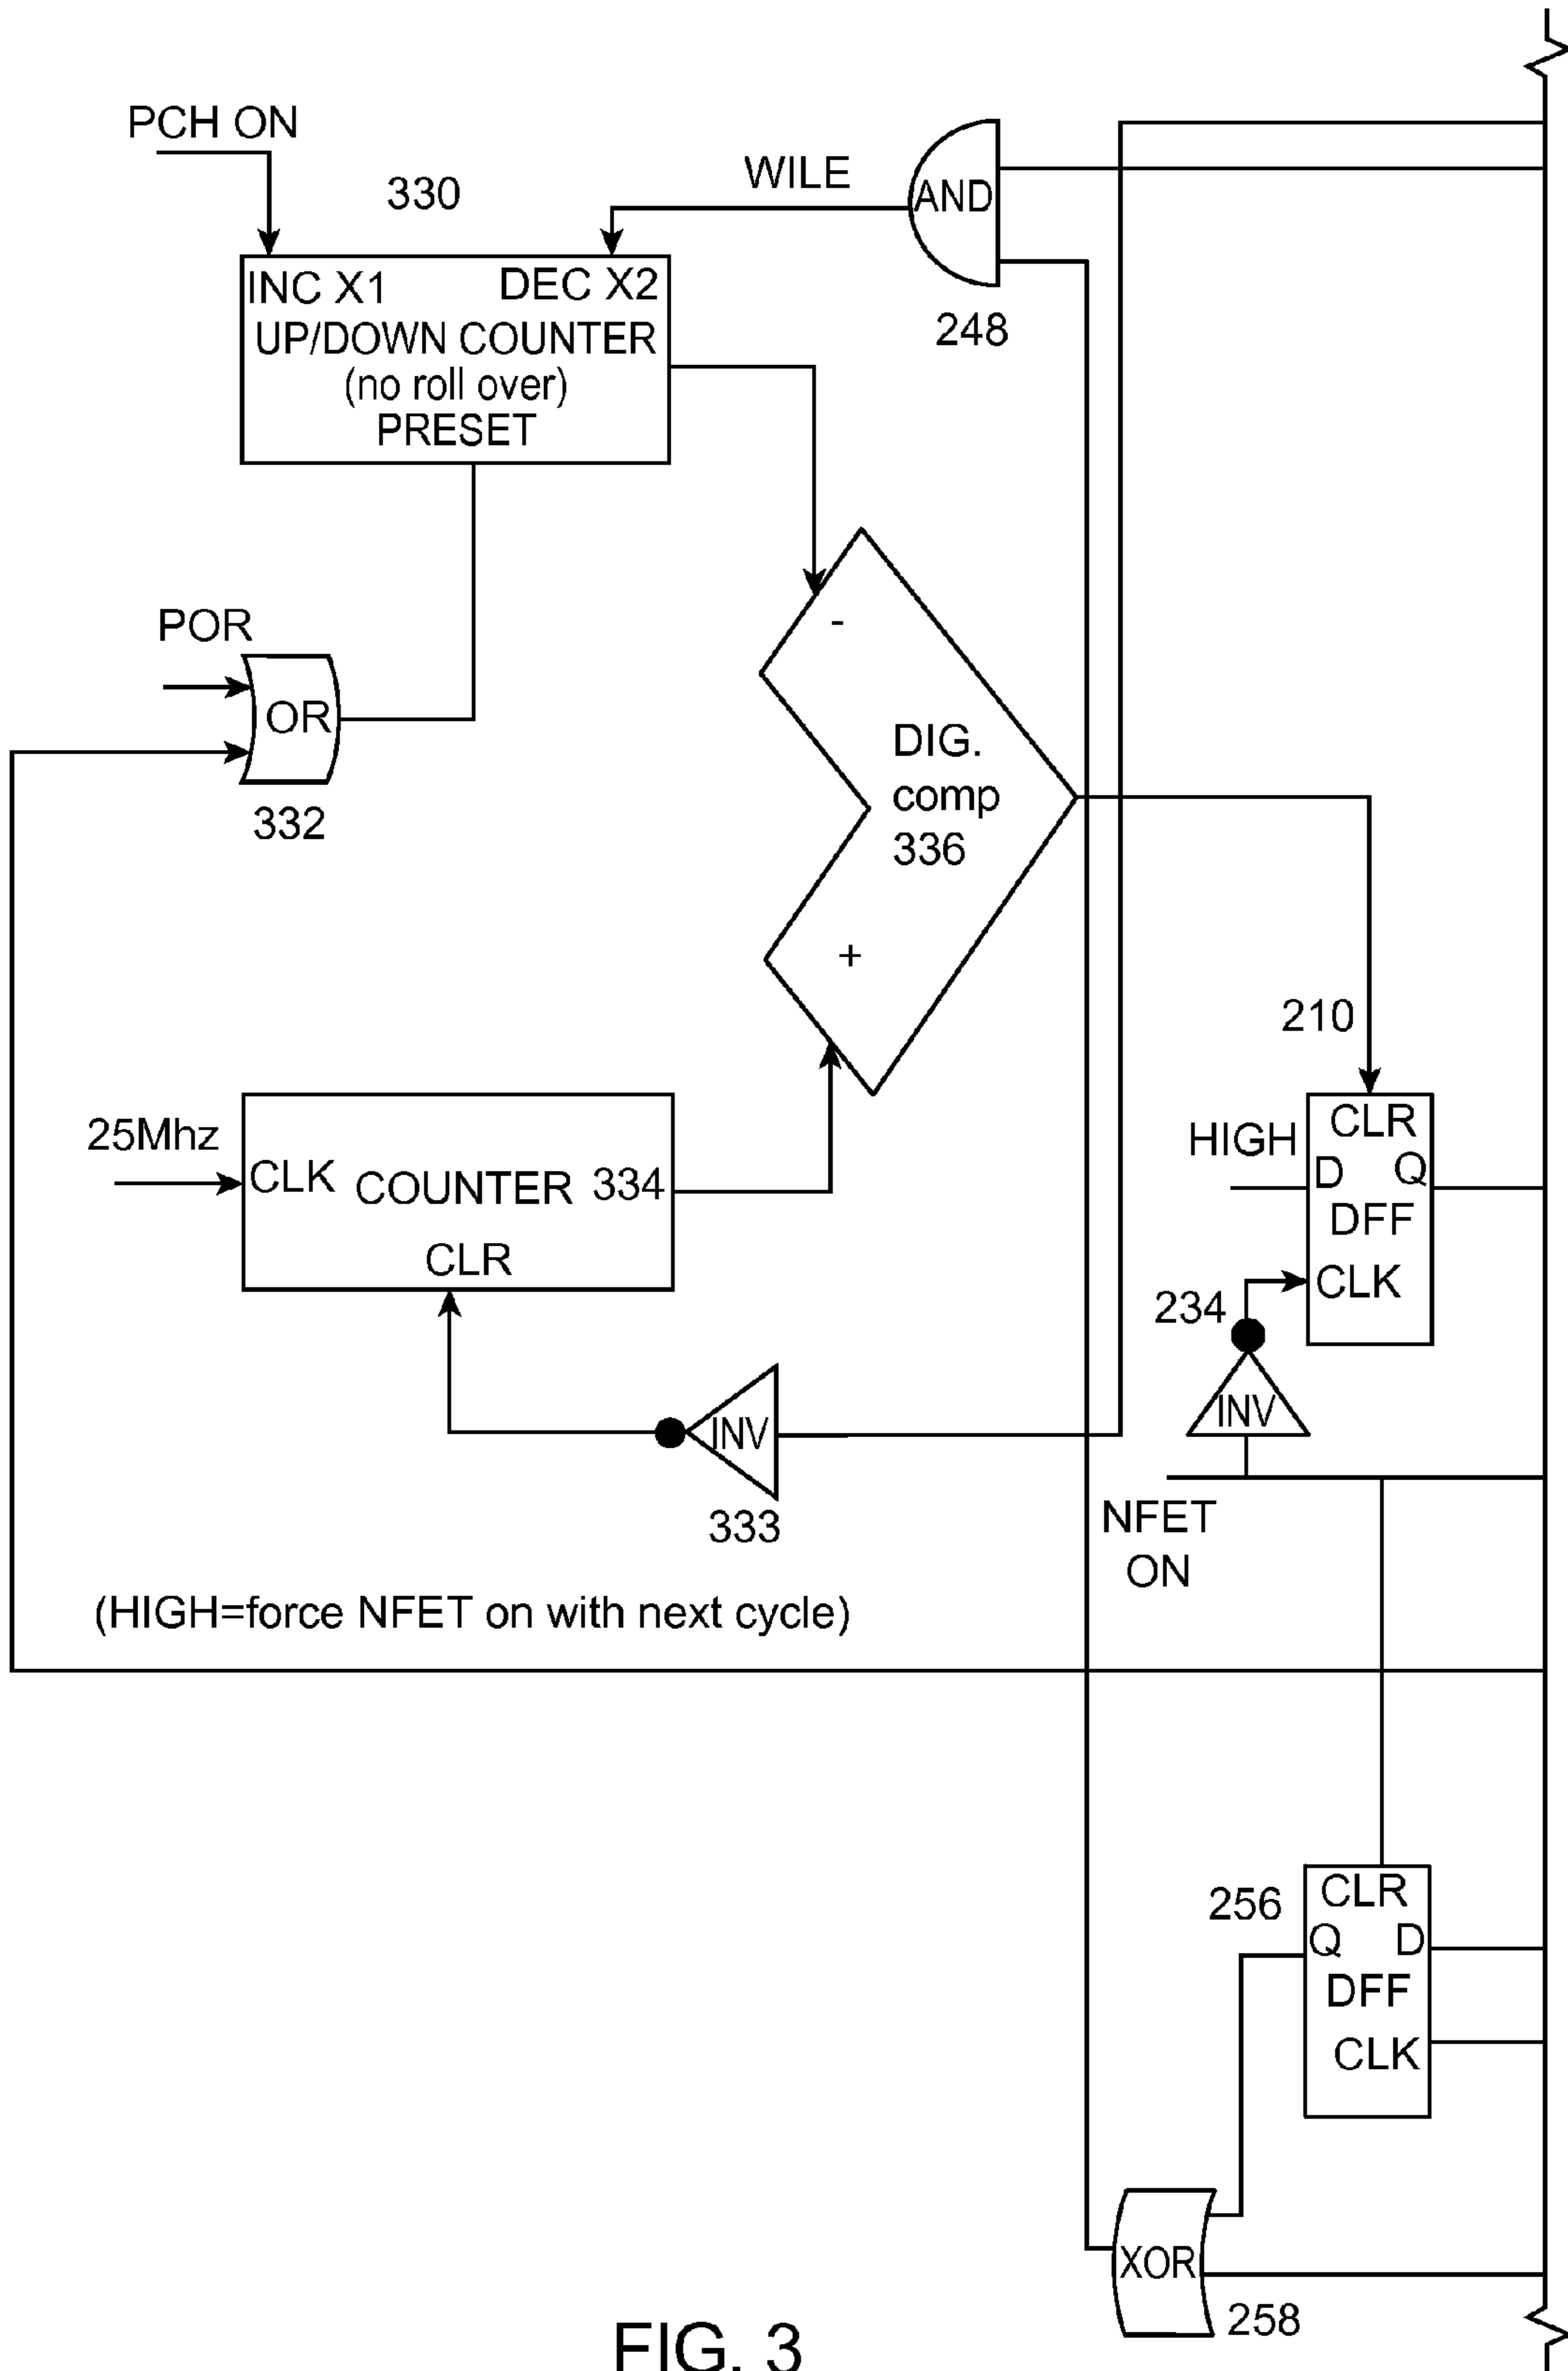 PCH ON
330
WILE
AND
248
INC X1
DEC X2
UP/DOWN COUNTER
(no roll over)
PRESET
POR
OR
332
-
DIG.
comp
336
+
25Mhz
CLK
COUNTER 334
CLR
210
HIGH
CLR
D
Q
DFF
CLK
234
INV
INV
333
NFET
ON
(HIGH=force NFET on with next cycle)
256
CLR
Q
D
DFF
CLK
XOR
258
FIG. 3